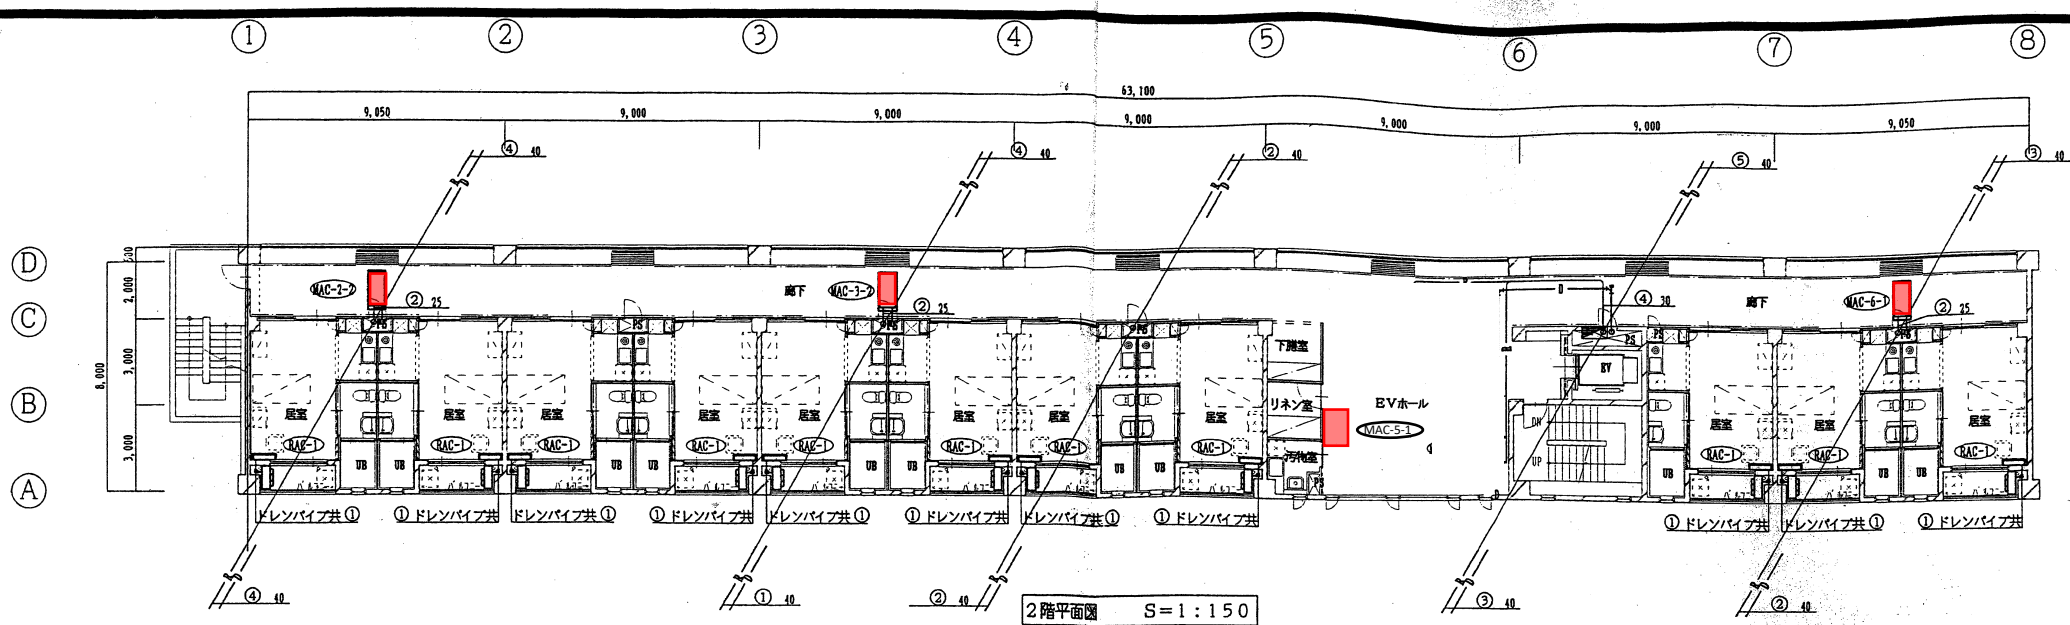 ① ② ③ ④ ⑤ ⑥ ⑦ ⑧
63,100
9,050 9,000 9,000 9,000 9,000 9,000 9,050
④ 40 ④ 40 ② 40 ⑤ 40 ③ 40
Ⓓ
Ⓒ
Ⓑ
Ⓐ
8,000
2,000
3,000
3,000
MAC-2-2 廊下 MAC-3-2 廊下 MAC-6-1
② 25 ② 25 ④ 30 ② 25
PS PS PS PS PS PS PS
下膳室
EV
リネン室 EVホール
MAC-5-1
汚物室
PS
DN
UP
居室 居室 居室 居室 居室 居室 居室 居室 居室 居室 居室
RAC-1 RAC-1 RAC-1 RAC-1 RAC-1 RAC-1 RAC-1 RAC-1 RAC-1 RAC-1 RAC-1
UB UB UB UB UB UB UB UB UB UB UB
ドレンパイプ共 ① ① ドレンパイプ共 ドレンパイプ共 ① ① ドレンパイプ共 ドレンパイプ共 ① ① ドレンパイプ共 ドレンパイプ共 ① ① ドレンパイプ共 ① ドレンパイプ共 ドレンパイプ共 ① ① ドレンパイプ共
④ 40 ① 40 ② 40 ③ 40 ② 40
2階平面図 S=1:150